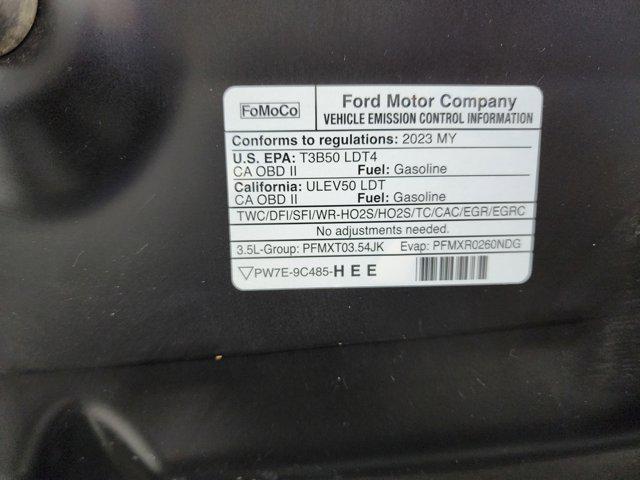 FoMoCo
Ford Motor Company
VEHICLE EMISSION CONTROL INFORMATION
Conforms to regulations: 2023 MY
U.S. EPA: T3B50 LDT4
CA OBD II Fuel: Gasoline
California: ULEV50 LDT
CA OBD II Fuel: Gasoline
TWC/DFI/SFI/WR-HO2S/HO2S/TC/CAC/EGR/EGRC
No adjustments needed.
3.5L-Group: PFMXT03.54JK Evap: PFMXR0260NDG
PW7E-9C485-HEE